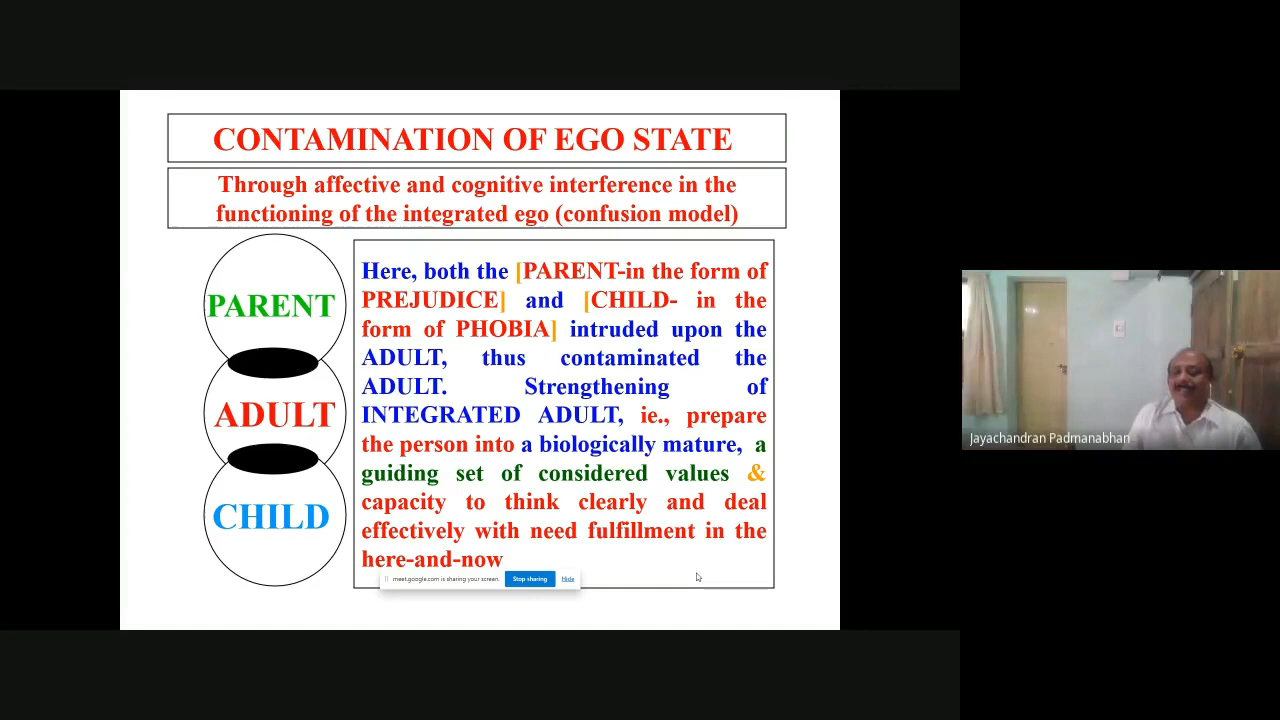 CONTAMINATION OF EGO STATE
Through affective and cognitive interference in the
functioning of the integrated ego (confusion model)
PARENT
ADULT
CHILD
Here, both the [PARENT-in the form of
PREJUDICE] and [CHILD- in the
form of PHOBIA] intruded upon the
ADULT, thus contaminated the
ADULT. Strengthening of
INTEGRATED ADULT, ie., prepare
the person into a biologically mature, a
guiding set of considered values &
capacity to think clearly and deal
effectively with need fulfillment in the
here-and-now
meet.google.com is sharing your screen. Stop sharing Hide
Jayachandran Padmanabhan